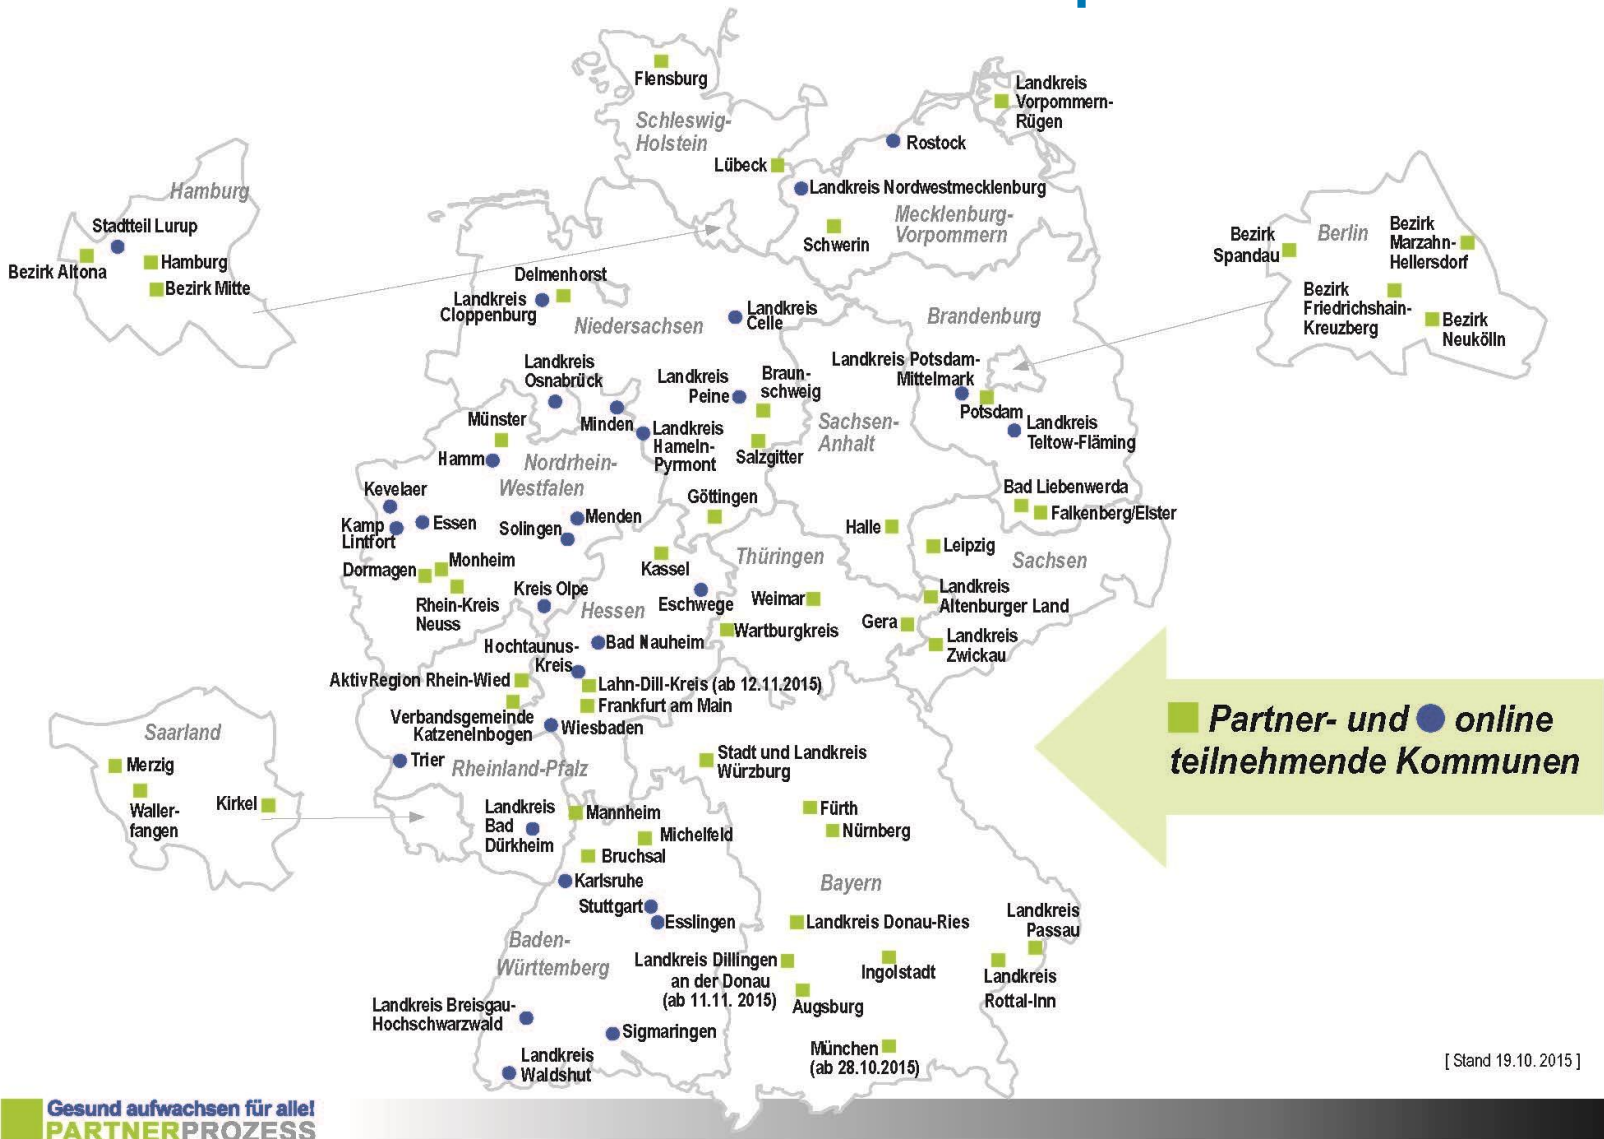 Flensburg
Schleswig-
Holstein
Lübeck
Landkreis
Vorpommern-
Rügen
Rostock
Landkreis Nordwestmecklenburg
Mecklenburg-
Vorpommern
Schwerin
Hamburg
Stadtteil Lurup
Bezirk Altona
Hamburg
Bezirk Mitte
Berlin
Bezirk
Spandau
Bezirk
Marzahn-
Hellersdorf
Bezirk
Friedrichshain-
Kreuzberg
Bezirk
Neukölln
Delmenhorst
Landkreis
Cloppenburg
Niedersachsen
Landkreis
Celle
Brandenburg
Landkreis
Osnabrück
Landkreis
Peine
Braun-
schweig
Landkreis Potsdam-
Mittelmark
Potsdam
Landkreis
Teltow-Fläming
Münster
Minden
Landkreis
Hameln-
Pyrmont
Salzgitter
Sachsen-
Anhalt
Hamm
Nordrhein-
Westfalen
Kevelaer
Göttingen
Bad Liebenwerda
Falkenberg/Elster
Kamp
Lintfort
Essen
Solingen
Menden
Halle
Leipzig
Sachsen
Dormagen
Monheim
Rhein-Kreis
Neuss
Kreis Olpe
Kassel
Thüringen
Hessen
Eschwege
Weimar
Landkreis
Altenburger Land
Wartburgkreis
Gera
Landkreis
Zwickau
Hochtaunus-
Kreis
Bad Nauheim
AktivRegion Rhein-Wied
Lahn-Dill-Kreis (ab 12.11.2015)
Frankfurt am Main
Verbandsgemeinde
Katzenelnbogen
Wiesbaden
Partner- und online
teilnehmende Kommunen
Saarland
Merzig
Waller-
fangen
Kirkel
Trier
Rheinland-Pfalz
Stadt und Landkreis
Würzburg
Landkreis
Bad
Dürkheim
Mannheim
Michelfeld
Bruchsal
Fürth
Nürnberg
Karlsruhe
Stuttgart
Esslingen
Bayern
Landkreis Donau-Ries
Landkreis
Passau
Baden-
Württemberg
Landkreis Dillingen
an der Donau
(ab 11.11. 2015)
Ingolstadt
Landkreis
Rottal-Inn
Augsburg
Landkreis Breisgau-
Hochschwarzwald
Sigmaringen
Landkreis
Waldshut
München
(ab 28.10.2015)
[ Stand 19.10. 2015 ]
Gesund aufwachsen für alle!
PARTNERPROZESS